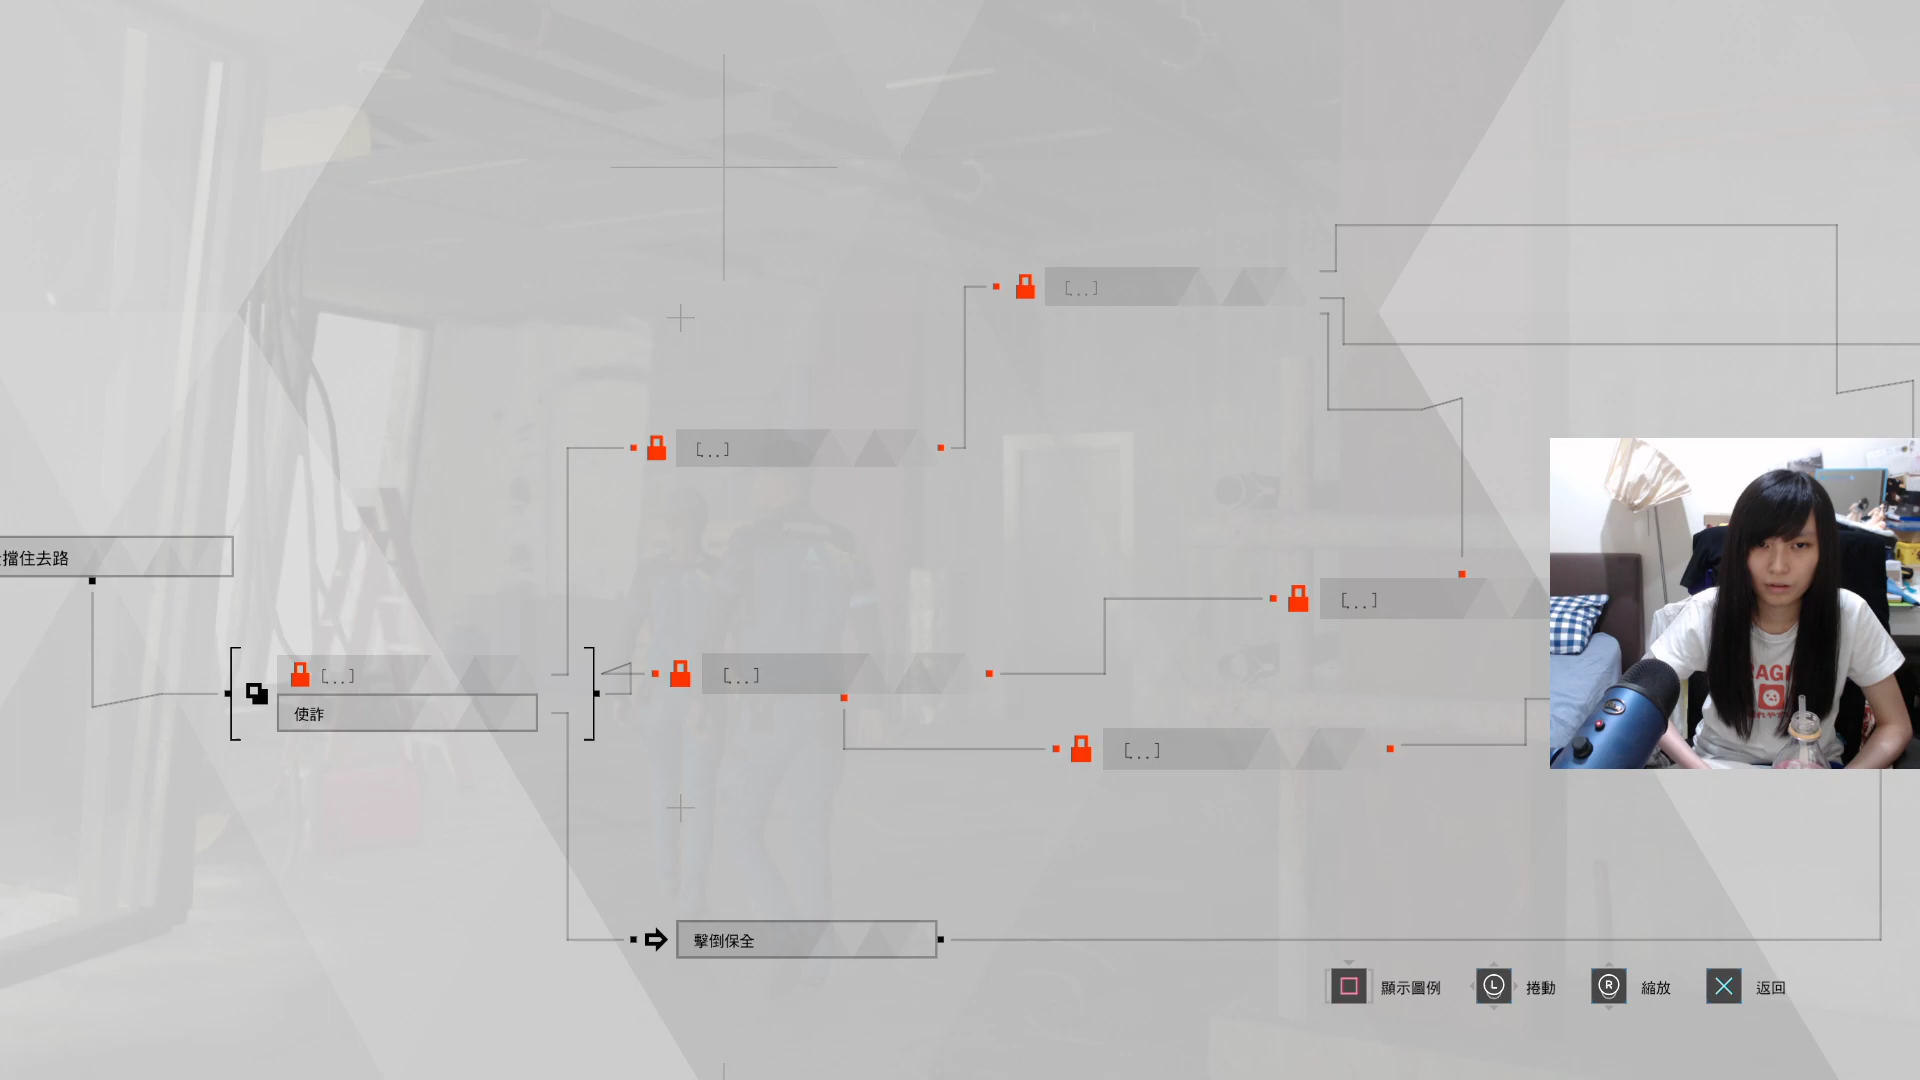 [...]
[...]
擋住去路
[...]
[...]
[...]
使詐
[...]
擊倒保全
顯示圖例
L
捲動
R
縮放
返回